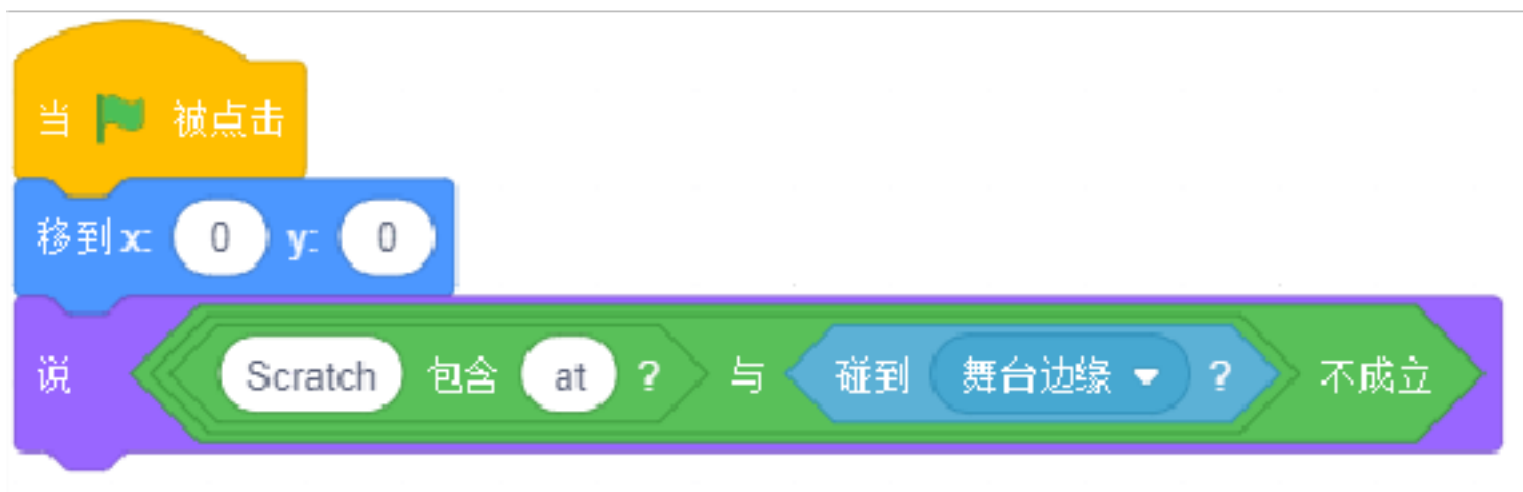 当 被点击
移到 x: 0 y: 0
说 Scratch 包含 at ? 与 碰到 舞台边缘 ? 不成立